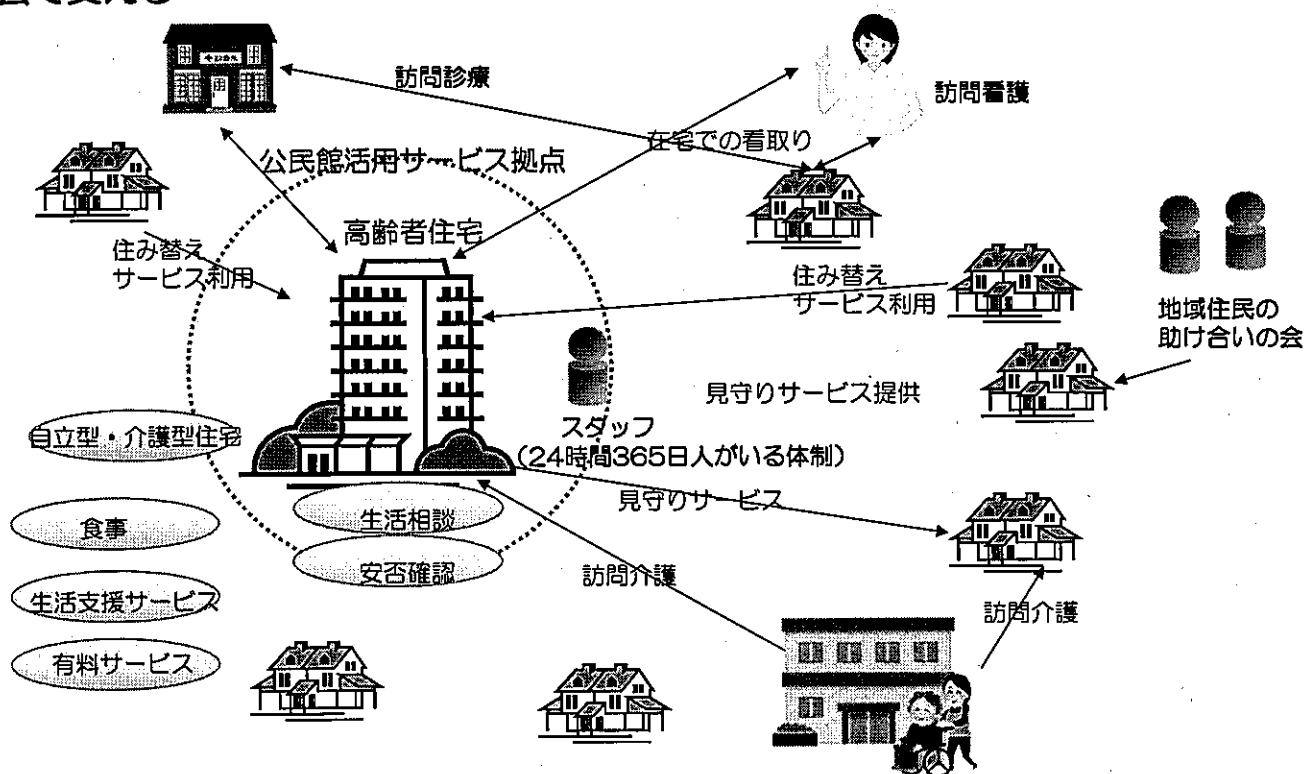 訪問診療
訪問看護
在宅での看取り
公民館活用サービス拠点
高齢者住宅
住み替え
サービス利用
住み替え
サービス利用
地域住民の
助け合いの会
見守りサービス提供
自立型・介護型住宅
スタッフ
（24時間365日人がいる体制）
見守りサービス
食事
生活相談
安否確認
訪問介護
生活支援サービス
訪問介護
有料サービス